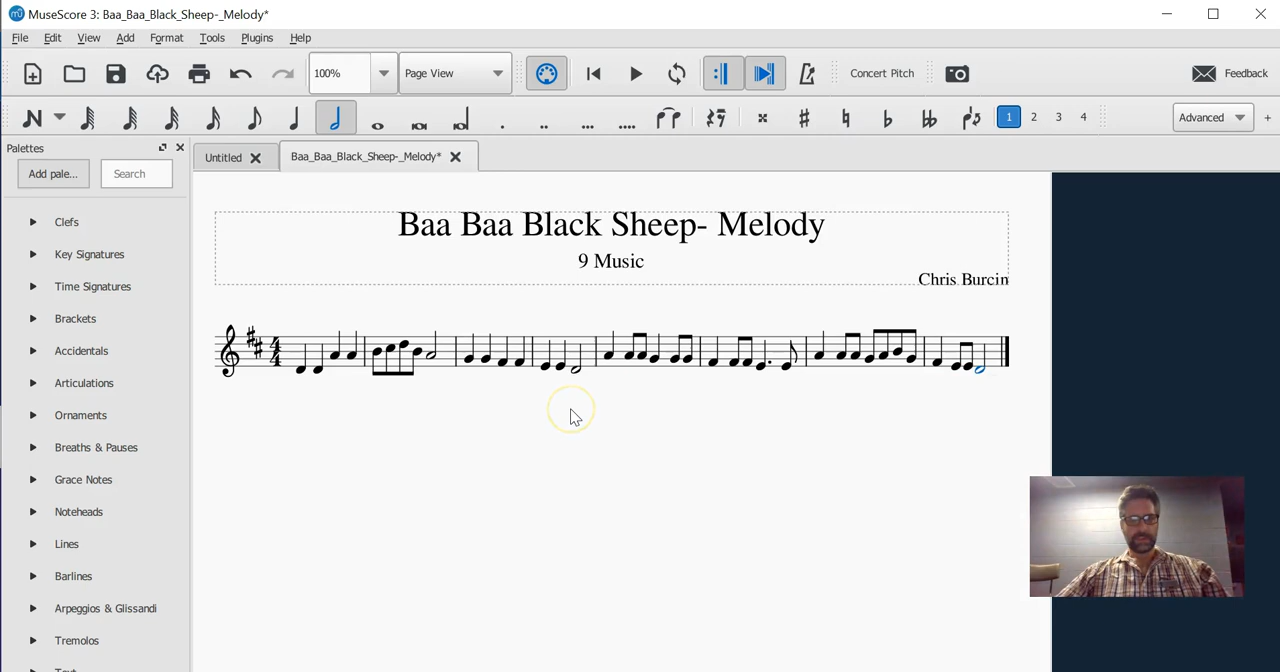 MuseScore 3: Baa_Baa_Black_Sheep-_Melody*
File Edit View Add Format Tools Plugins Help
100% Page View Concert Pitch Feedback
1 2 3 4 Advanced +
Palettes
Untitled Baa_Baa_Black_Sheep-_Melody*
Add pale... Search
Clefs
Key Signatures
Time Signatures
Brackets
Accidentals
Articulations
Ornaments
Breaths & Pauses
Grace Notes
Noteheads
Lines
Barlines
Arpeggios & Glissandi
Tremolos
Baa Baa Black Sheep- Melody
9 Music
Chris Burcin
4
4